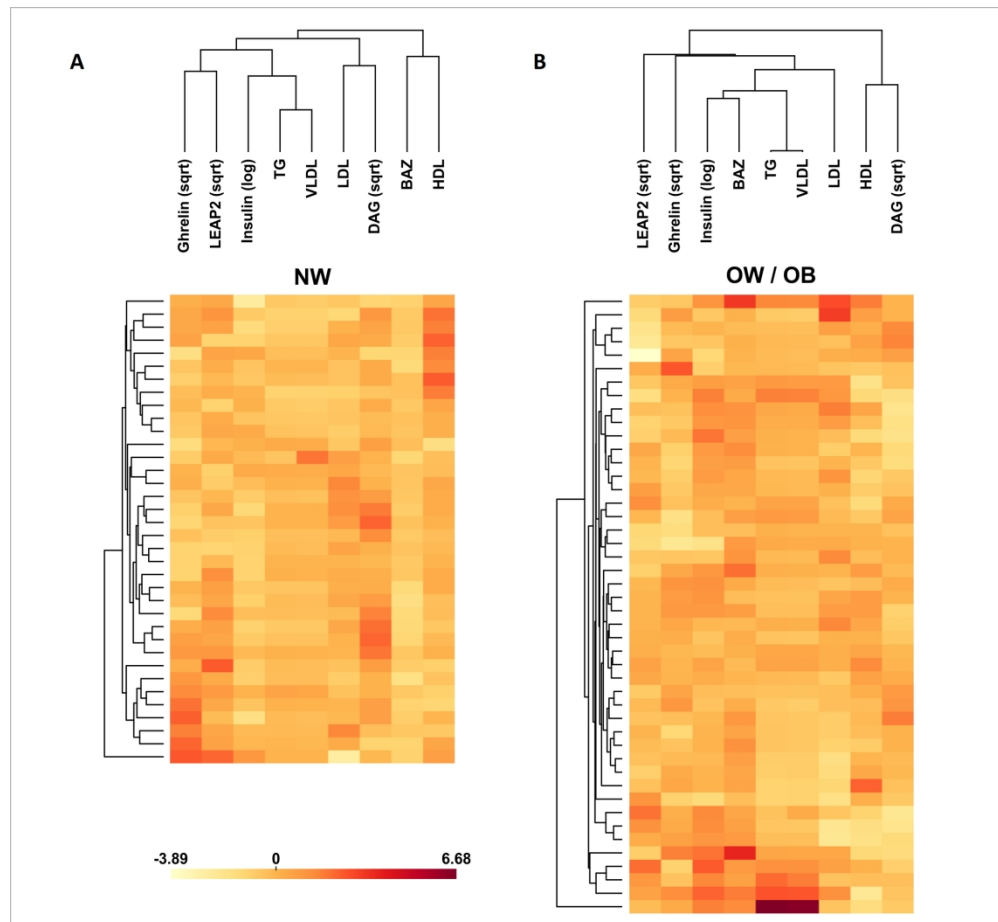 A
Ghrelin (sqrt)
LEAP2 (sqrt)
Insulin (log)
TG
VLDL
LDL
DAG (sqrt)
BAZ
HDL
NW
B
LEAP2 (sqrt)
Ghrelin (sqrt)
Insulin (log)
BAZ
TG
VLDL
LDL
HDL
DAG (sqrt)
OW / OB
-3.89 0 6.68